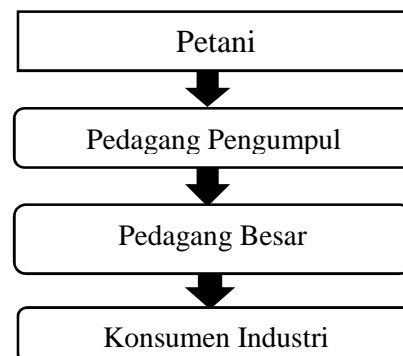 Petani
Pedagang Pengumpul
Pedagang Besar
Konsumen Industri